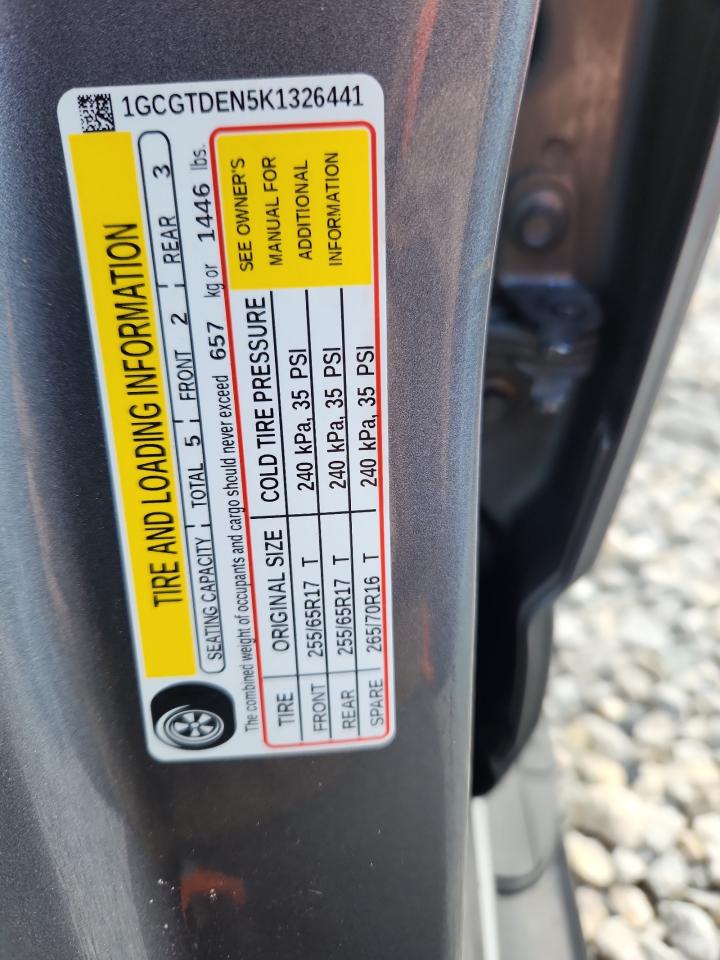 1GCGTDEN5K1326441
TIRE AND LOADING INFORMATION
SEATING CAPACITY TOTAL 5 FRONT 2 REAR 3
The combined weight of occupants and cargo should never exceed 657 kg or 1446 lbs.
TIRE ORIGINAL SIZE COLD TIRE PRESSURE
FRONT 255/65R17 T 240 kPa, 35 PSI
REAR 255/65R17 T 240 kPa, 35 PSI
SPARE 265/70R16 T 240 kPa, 35 PSI
SEE OWNER'S
MANUAL FOR
ADDITIONAL
INFORMATION